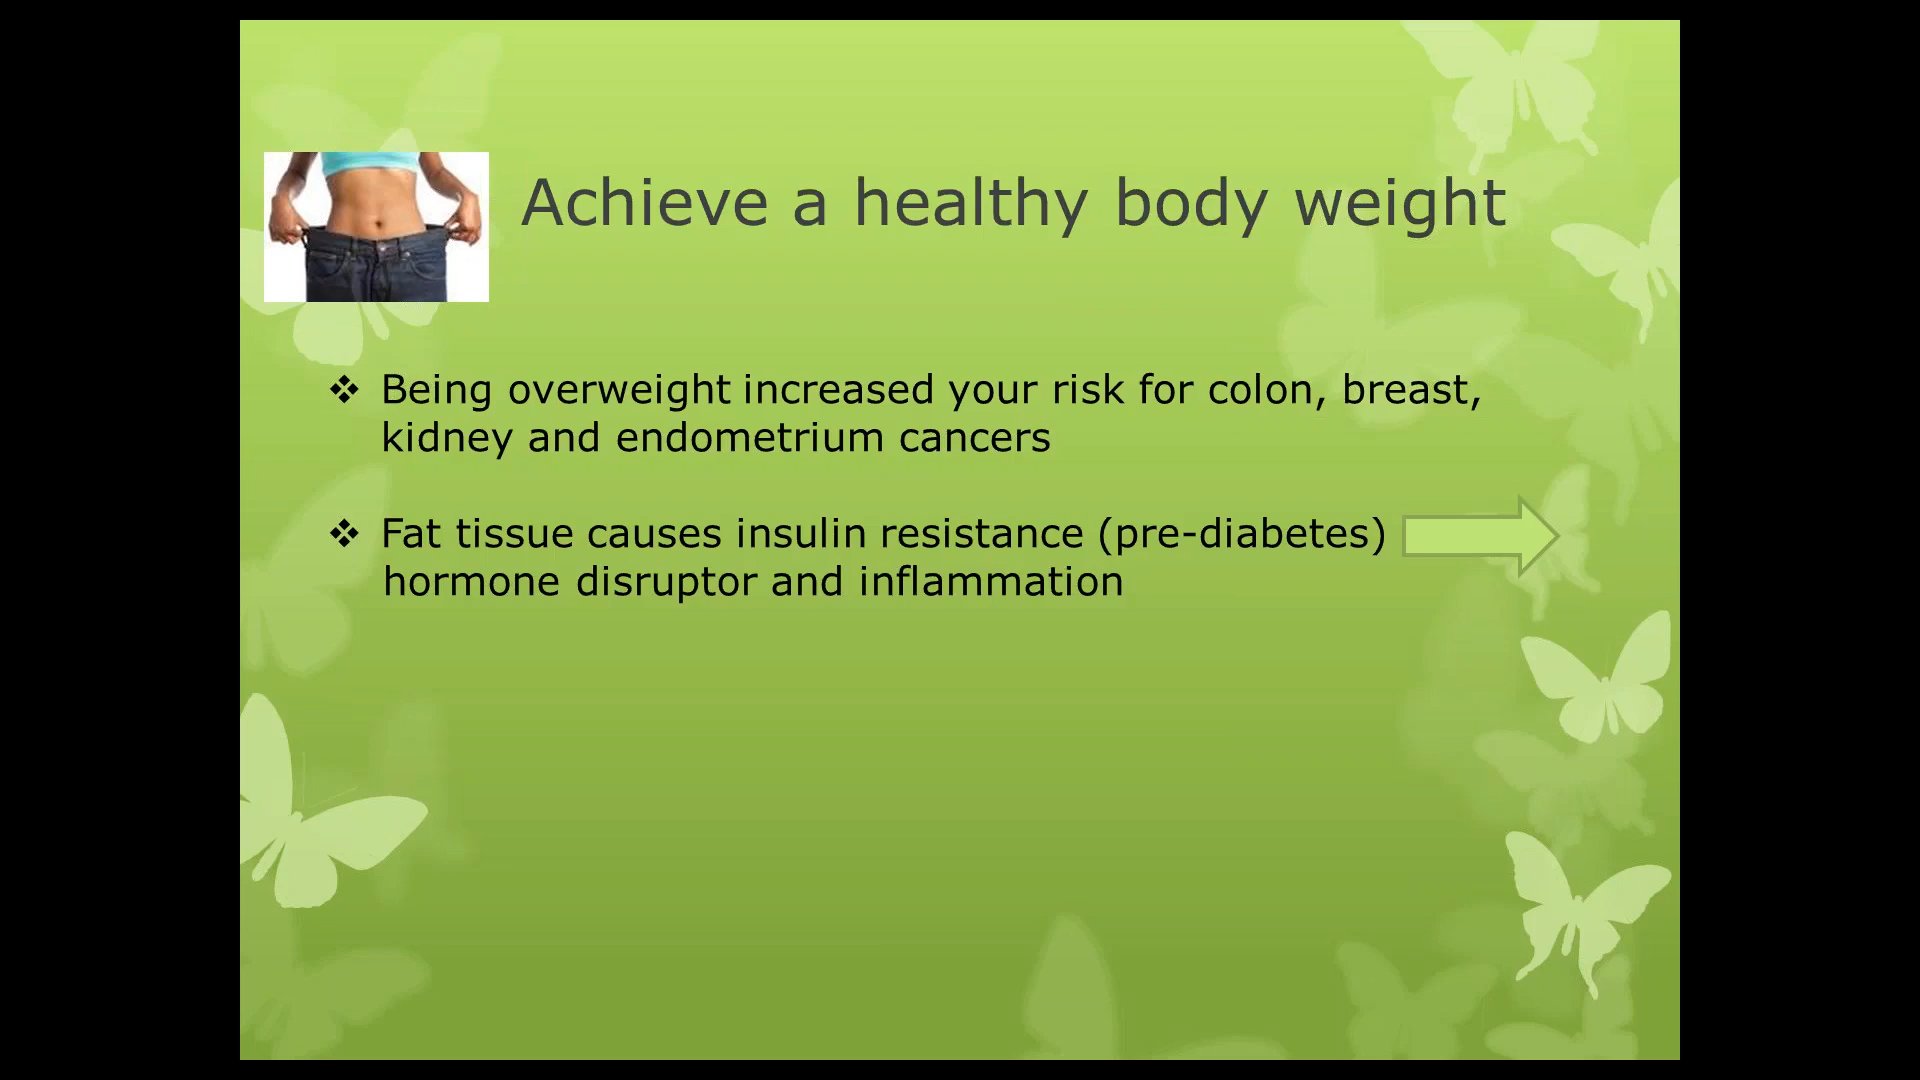 Achieve a healthy body weight
❖ Being overweight increased your risk for colon, breast,
kidney and endometrium cancers
❖ Fat tissue causes insulin resistance (pre-diabetes)
hormone disruptor and inflammation